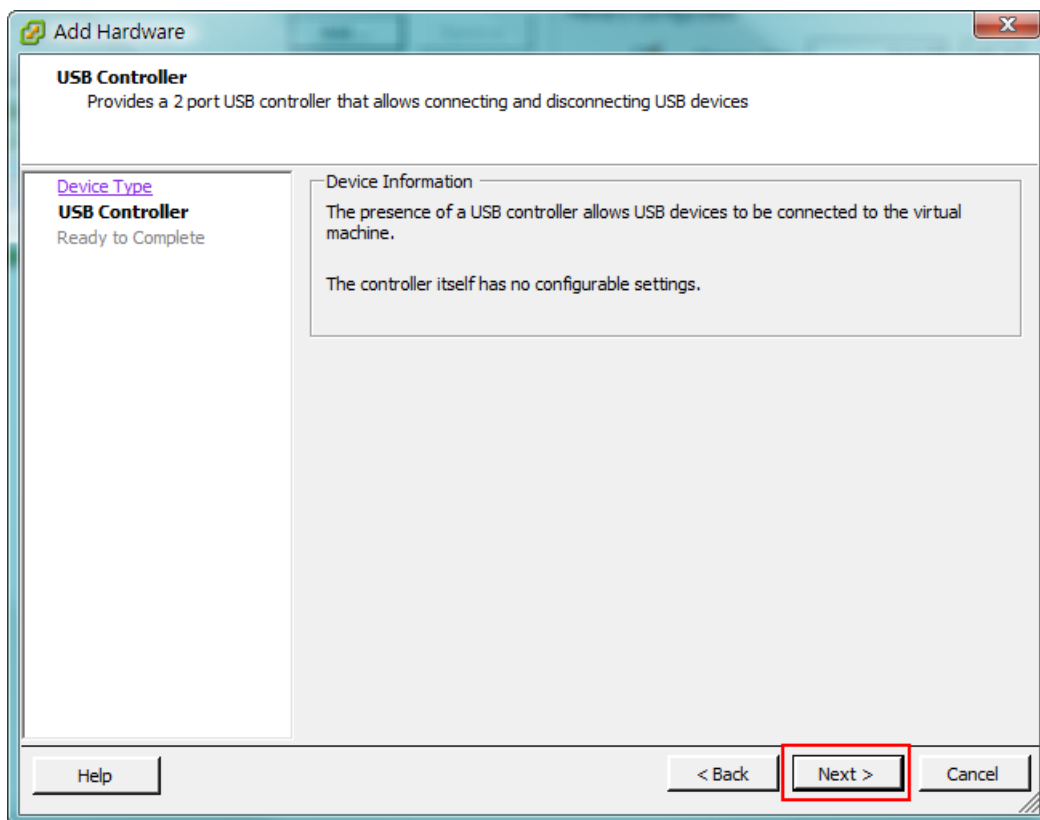 Add Hardware
USB Controller
Provides a 2 port USB controller that allows connecting and disconnecting USB devices
Device Type
USB Controller
Ready to Complete
Device Information
The presence of a USB controller allows USB devices to be connected to the virtual
machine.
The controller itself has no configurable settings.
Help
< Back
Next >
Cancel